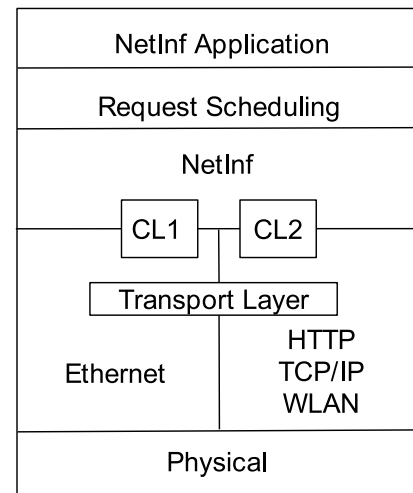 NetInf Application
Request Scheduling
NetInf
CL1 CL2
Transport Layer
HTTP
Ethernet TCP/IP
WLAN
Physical